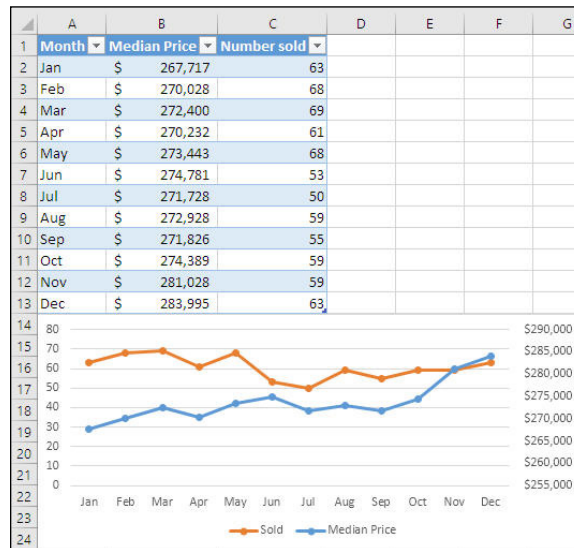 A B C D E F G
1 Month Median Price Number sold
2 Jan $ 267,717 63
3 Feb $ 270,028 68
4 Mar $ 272,400 69
5 Apr $ 270,232 61
6 May $ 273,443 68
7 Jun $ 274,781 53
8 Jul $ 271,728 50
9 Aug $ 272,928 59
10 Sep $ 271,826 55
11 Oct $ 274,389 59
12 Nov $ 281,028 59
13 Dec $ 283,995 63
14 80 $290,000
15 70 $285,000
16 60 $280,000
17 50 $275,000
18 40 $270,000
19 30 $265,000
20 20 $260,000
21 10 $255,000
22 0
Jan Feb Mar Apr May Jun Jul Aug Sep Oct Nov Dec
23
24 Sold Median Price